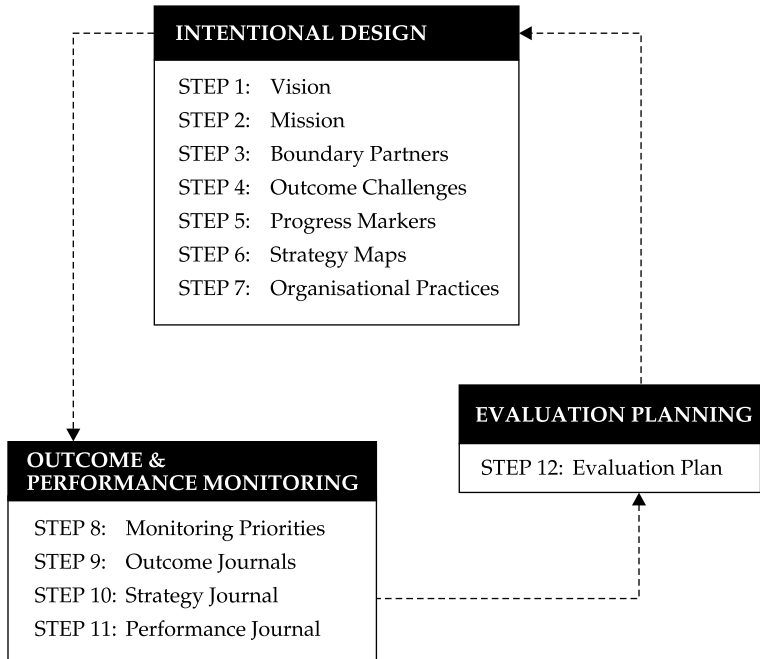 INTENTIONAL DESIGN
STEP 1: Vision
STEP 2: Mission
STEP 3: Boundary Partners
STEP 4: Outcome Challenges
STEP 5: Progress Markers
STEP 6: Strategy Maps
STEP 7: Organisational Practices
OUTCOME &
PERFORMANCE MONITORING
STEP 8: Monitoring Priorities
STEP 9: Outcome Journals
STEP 10: Strategy Journal
STEP 11: Performance Journal
EVALUATION PLANNING
STEP 12: Evaluation Plan